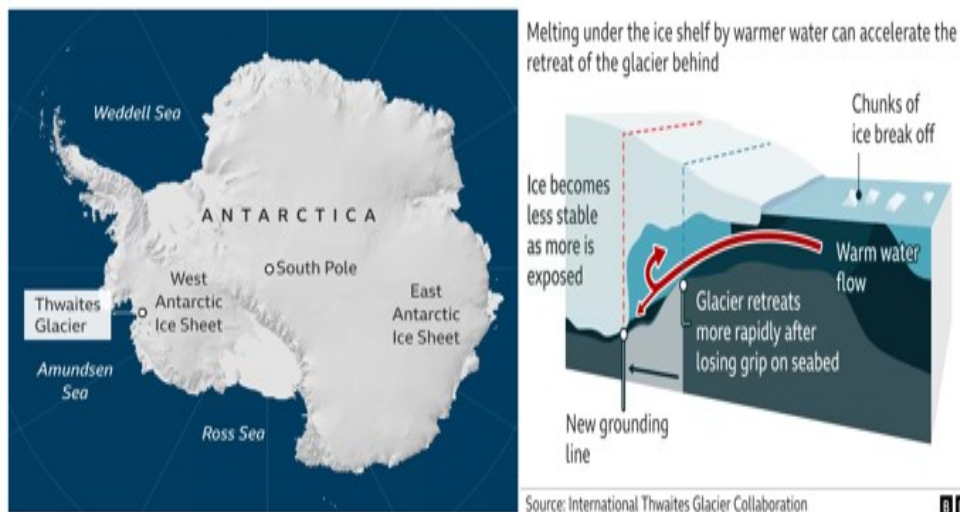 Weddell Sea
ANTARCTICA
South Pole
West
Antarctic
Ice Sheet
East
Antarctic
Ice Sheet
Thwaites
Glacier
Amundsen
Sea
Ross Sea
Melting under the ice shelf by warmer water can accelerate the
retreat of the glacier behind
Chunks of
ice break off
Ice becomes
less stable
as more is
exposed
Warm water
flow
Glacier retreats
more rapidly after
losing grip on seabed
New grounding
line
Source: International Thwaites Glacier Collaboration
B